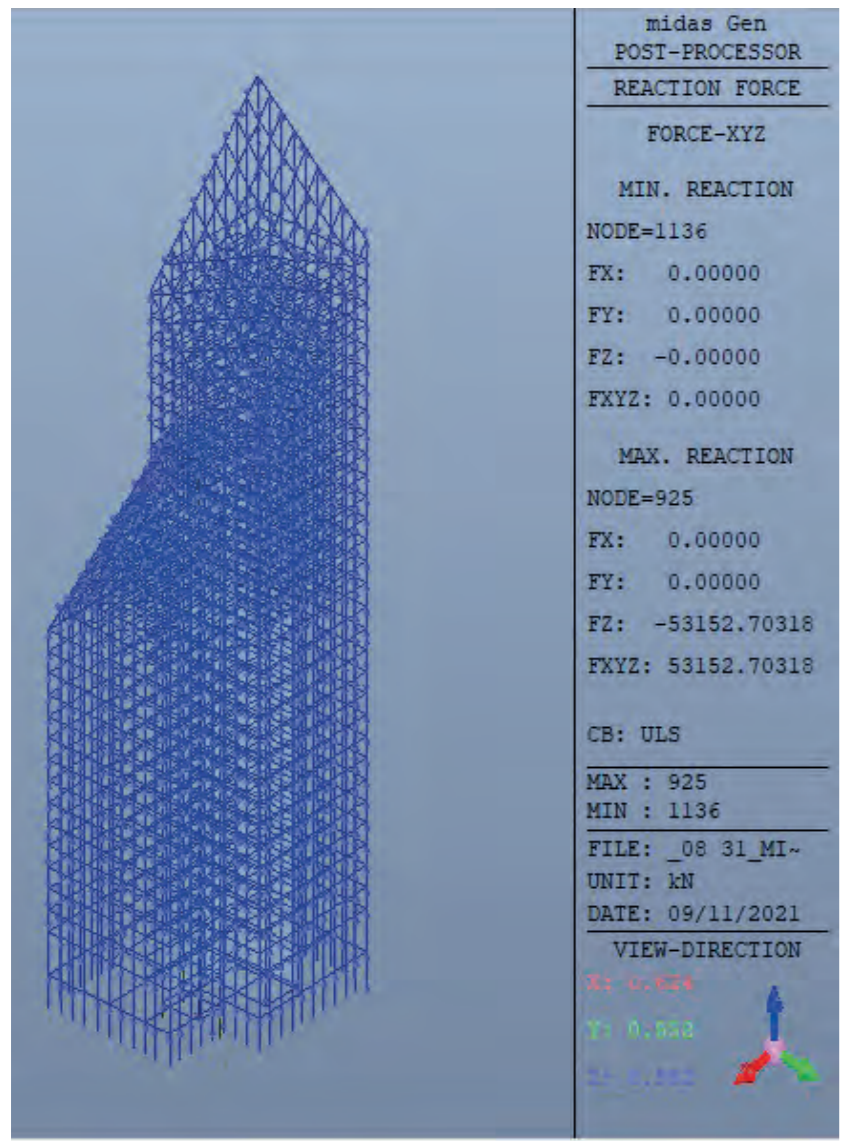 midas Gen
POST-PROCESSOR
REACTION FORCE
FORCE-XYZ
MIN. REACTION
NODE=1136
FX: 0.00000
FY: 0.00000
FZ: -0.00000
FXYZ: 0.00000
MAX. REACTION
NODE=925
FX: 0.00000
FY: 0.00000
FZ: -53152.70318
FXYZ: 53152.70318
CB: ULS
MAX : 925
MIN : 1136
FILE: _08 31_MI~
UNIT: kN
DATE: 09/11/2021
VIEW-DIRECTION
X:
Y:
Z: